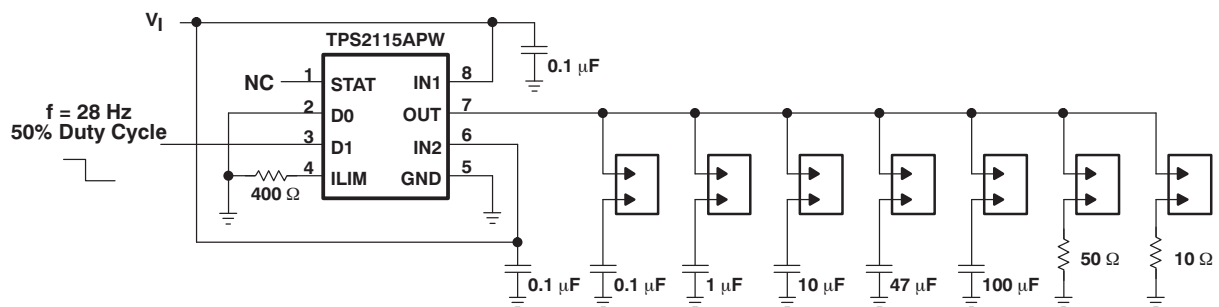 V_I
TPS2115APW
0.1 μF
NC 1 STAT IN1 8
f = 28 Hz
50% Duty Cycle
2 D0 OUT 7
3 D1 IN2 6
4 ILIM GND 5
400 Ω
0.1 μF 0.1 μF 1 μF 10 μF 47 μF 100 μF 50 Ω 10 Ω